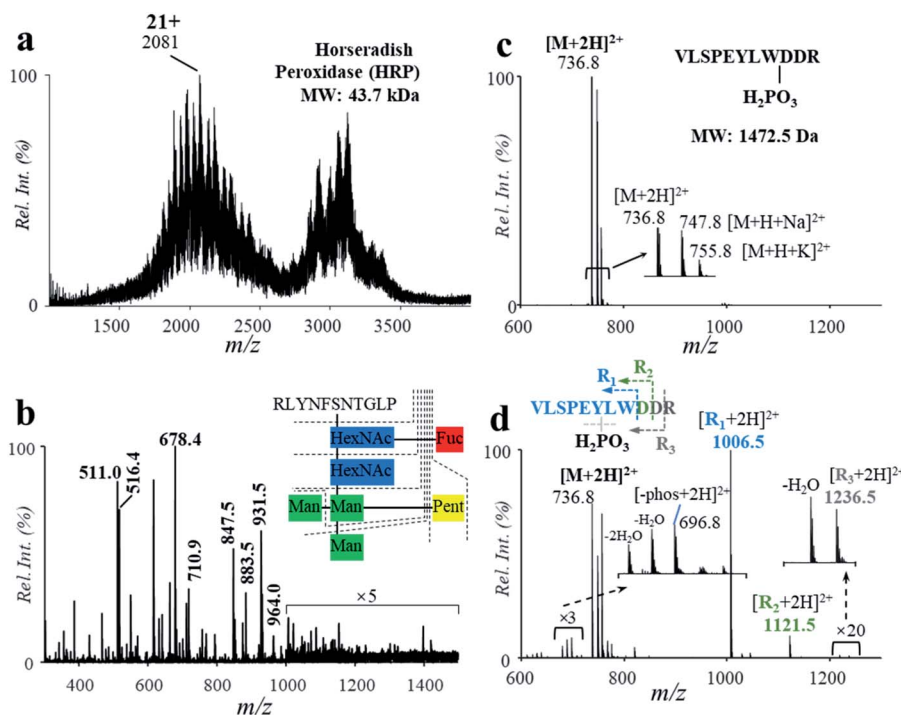 a
21+
2081
Horseradish
Peroxidase (HRP)
MW: 43.7 kDa
100
Rel. Int. (%)
0
1500 2000 2500 3000 3500
m/z
b
RLYNFSNTGLP
HexNAc Fuc
HexNAc
Man Man Pent
Man
100
Rel. Int. (%)
0
511.0
516.4
678.4
710.9
847.5
883.5
931.5
964.0
×5
400 600 800 1000 1200 1400
m/z
c
[M+2H]²⁺
736.8
VLSPEYLWDDR
H₂PO₃
MW: 1472.5 Da
100
Rel. Int. (%)
0
[M+2H]²⁺
736.8
747.8 [M+H+Na]²⁺
755.8 [M+H+K]²⁺
600 800 1000 1200
m/z
d
R₁ R₂
VLSPEYLWDDR
H₂PO₃ R₃
100
Rel. Int. (%)
0
[M+2H]²⁺
736.8
[-phos+2H]²⁺
696.8
-H₂O
-2H₂O
×3
[R₁+2H]²⁺
1006.5
-H₂O
[R₃+2H]²⁺
1236.5
[R₂+2H]²⁺
1121.5
×20
600 800 1000 1200
m/z